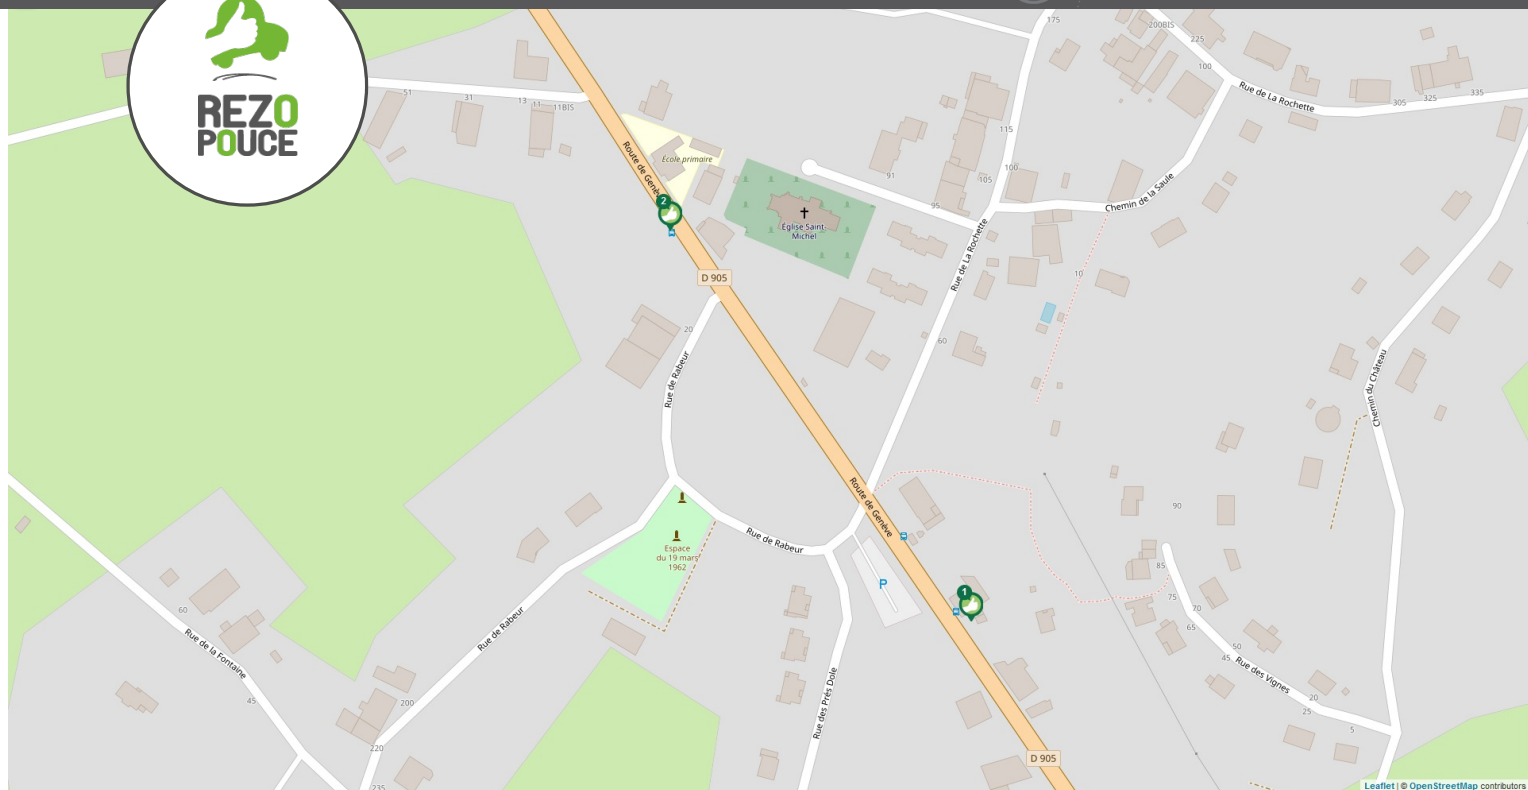 REZO
POUCE
175
200BIS
225
100
Rue de La Rochette
305
325
335
51
31
13
11
11BIS
Route de Genève
École primaire
2
115
100
105
91
95
Chemin de la Saule
Église Saint-
Michel
Rue de La Rochette
D 905
10
20
60
Rue de Rabeur
Chemin du Château
Route de Genève
90
Rue de Rabeur
Espace
du 19 mars
1962
P
85
1
75
70
65
60
Rue de la Fontaine
Rue de Rabeur
50
45
Rue des Vignes
20
25
5
45
200
220
235
Rue des Prés Dole
D 905
Leaflet | © OpenStreetMap contributors